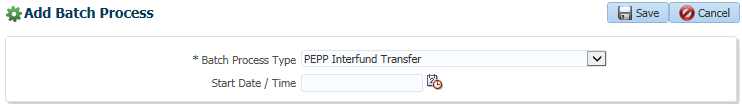 Add Batch Process
Save
Cancel
* Batch Process Type PEPP Interfund Transfer
Start Date / Time